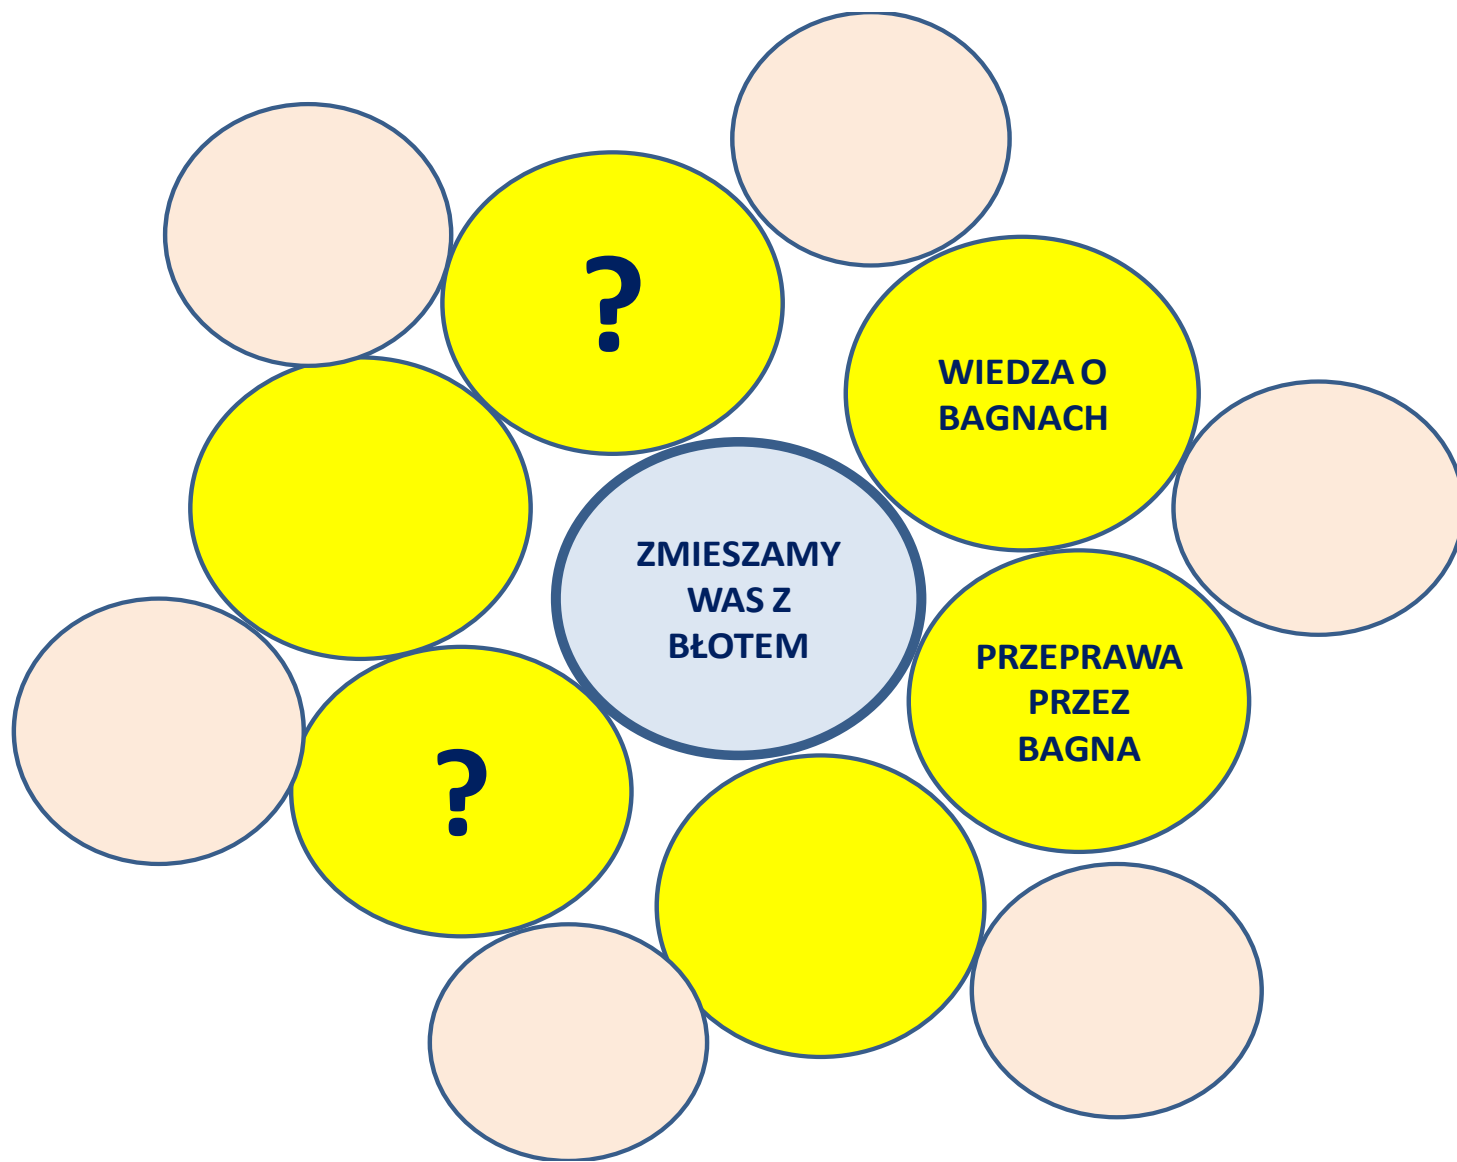 ?
WIEDZA O
BAGNACH
ZMIESZAMY
WAS Z
BŁOTEM
PRZEPRAWA
PRZEZ
BAGNA
?